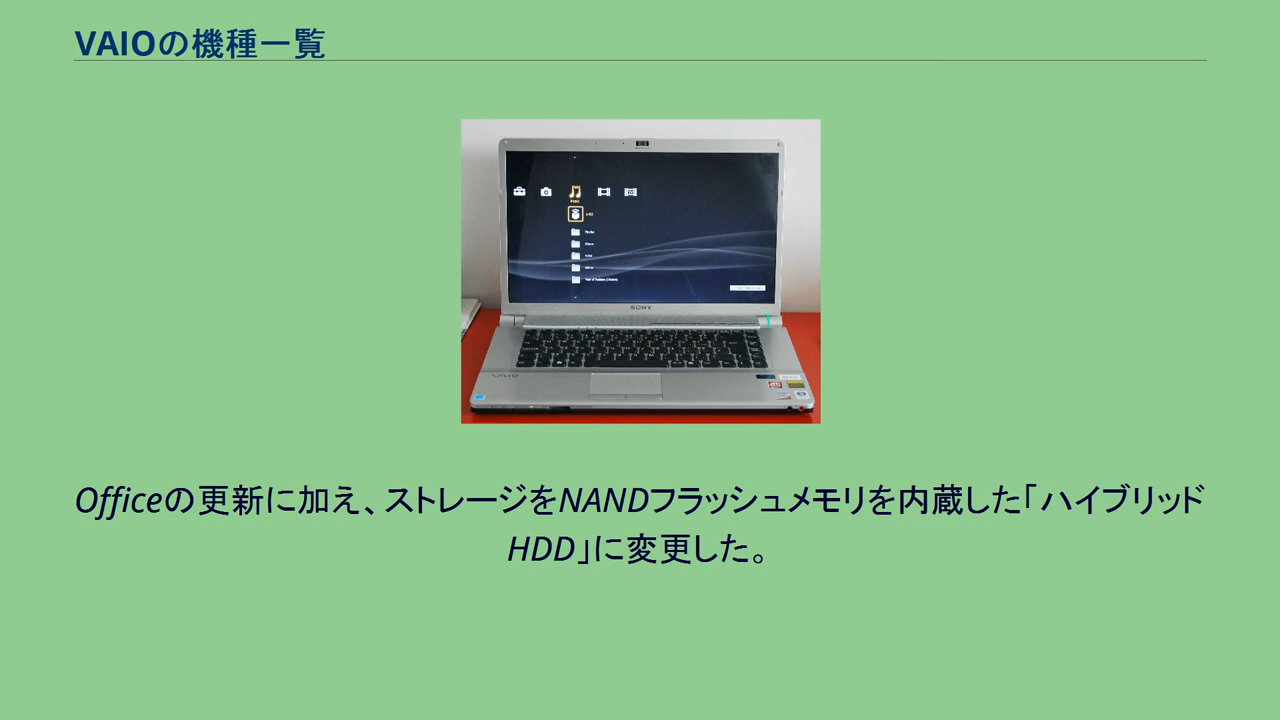 VAIOの機種一覧
SONY
VAIO
Officeの更新に加え、ストレージをNANDフラッシュメモリを内蔵した「ハイブリッド
HDD」に変更した。